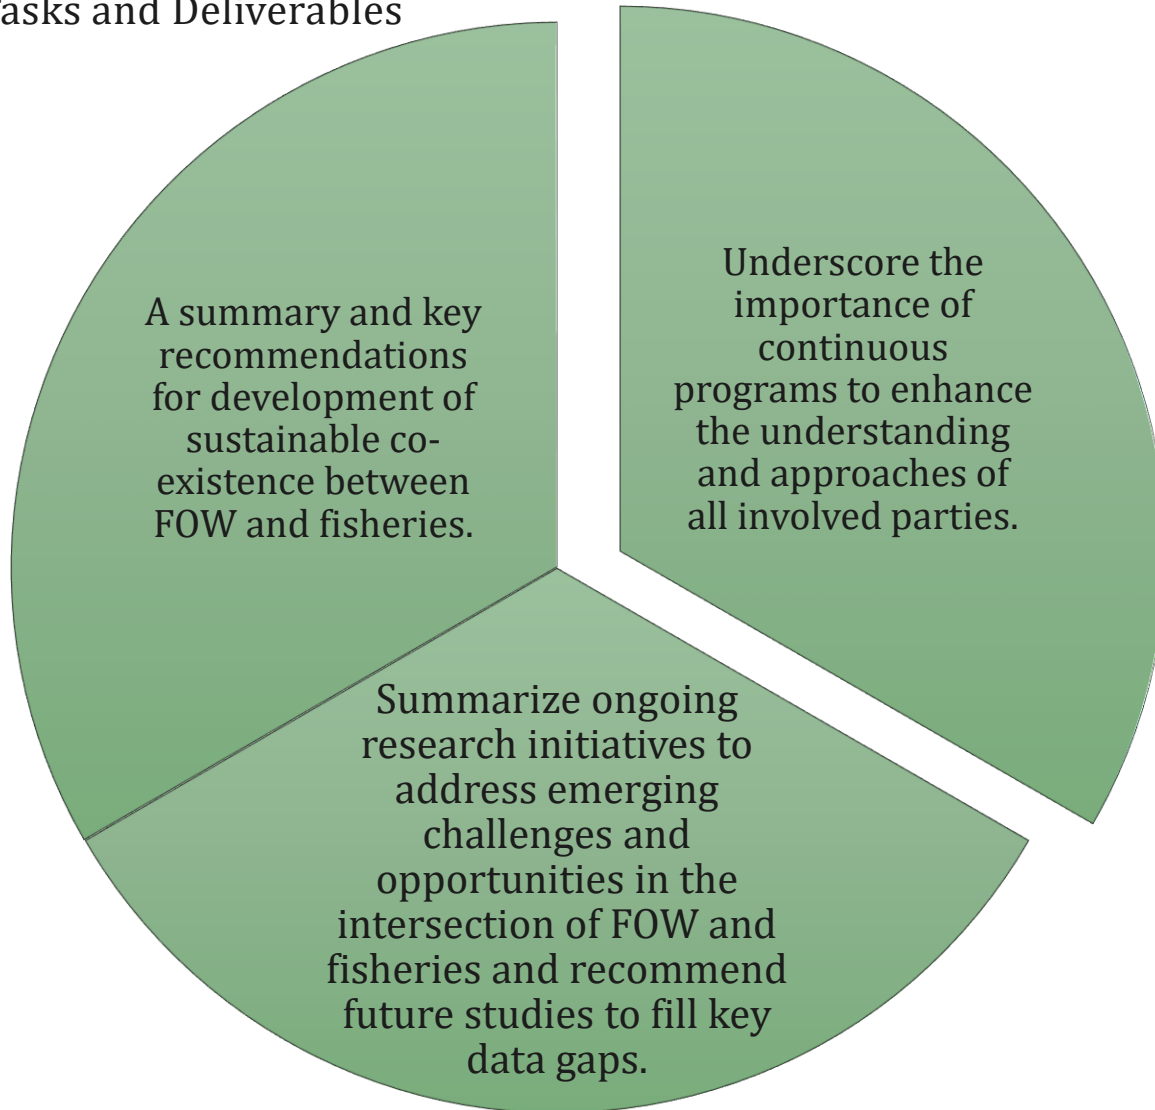 Tasks and Deliverables
A summary and key
recommendations
for development of
sustainable co-
existence between
FOW and fisheries.
Underscore the
importance of
continuous
programs to enhance
the understanding
and approaches of
all involved parties.
Summarize ongoing
research initiatives to
address emerging
challenges and
opportunities in the
intersection of FOW and
fisheries and recommend
future studies to fill key
data gaps.